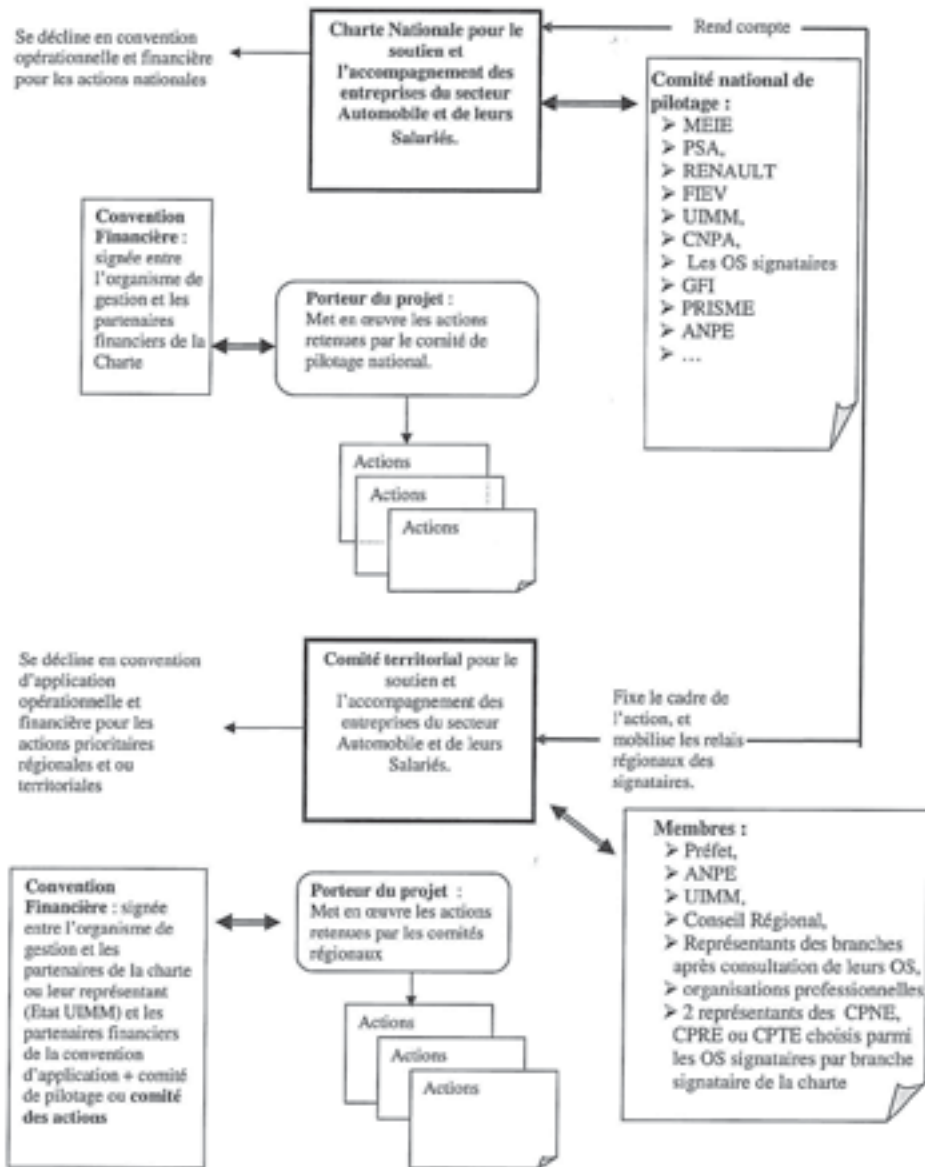 Se décline en convention
opérationnelle et financière
pour les actions nationales
Charte Nationale pour le
soutien et
l'accompagnement des
entreprises du secteur
Automobile et de leurs
Salariés.
Rend compte
Comité national de
pilotage :
➢ MEIE
➢ PSA,
➢ RENAULT
➢ FIEV
➢ UIMM,
➢ CNPA,
➢ Les OS signataires
➢ GFI
➢ PRISME
➢ ANPE
➢ …
Convention
Financière :
signée entre
l'organisme de
gestion et les
partenaires
financiers de la
Charte
Porteur du projet :
Met en œuvre les actions
retenues par le comité de
pilotage national.
Actions
Actions
Actions
Se décline en convention
d'application
opérationnelle et
financière pour les
actions prioritaires
régionales et ou
territoriales
Comité territorial pour le
soutien et
l'accompagnement des
entreprises du secteur
Automobile et de leurs
Salariés.
Fixe le cadre de
l'action, et
mobilise les relais
régionaux des
signataires.
Membres :
➢ Préfet,
➢ ANPE
➢ UIMM,
➢ Conseil Régional,
➢ Représentants des branches
après consultation de leurs OS,
➢ organisations professionnelles
➢ 2 représentants des CPNE,
CPRE ou CPTE choisis parmi
les OS signataires par branche
signataire de la charte
Convention
Financière : signée
entre l'organisme de
gestion et les
partenaires de la charte
ou leur représentant
(Etat UIMM) et les
partenaires financiers
de la convention
d'application + comité
de pilotage ou comité
des actions
Porteur du projet :
Met en œuvre les actions
retenues par les comités
régionaux
Actions
Actions
Actions